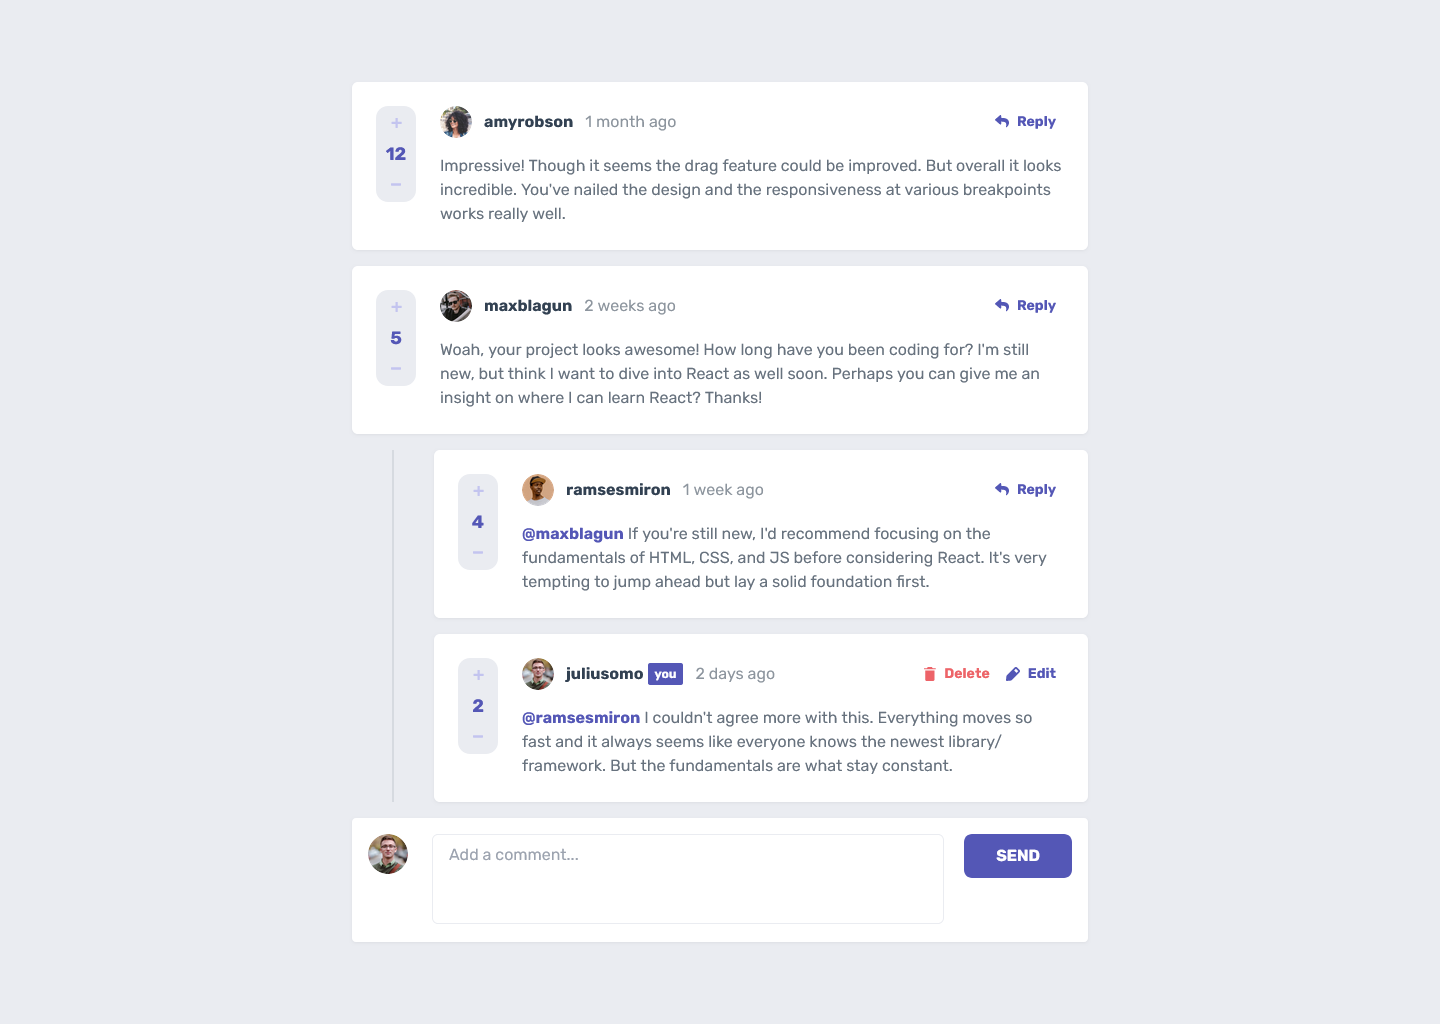 +
12
−
amyrobson 1 month ago Reply
Impressive! Though it seems the drag feature could be improved. But overall it looks
incredible. You've nailed the design and the responsiveness at various breakpoints
works really well.
+
5
−
maxblagun 2 weeks ago Reply
Woah, your project looks awesome! How long have you been coding for? I'm still
new, but think I want to dive into React as well soon. Perhaps you can give me an
insight on where I can learn React? Thanks!
+
4
−
ramsesmiron 1 week ago Reply
@maxblagun If you're still new, I'd recommend focusing on the
fundamentals of HTML, CSS, and JS before considering React. It's very
tempting to jump ahead but lay a solid foundation first.
+
2
−
juliusomo you 2 days ago Delete Edit
@ramsesmiron I couldn't agree more with this. Everything moves so
fast and it always seems like everyone knows the newest library/
framework. But the fundamentals are what stay constant.
Add a comment... SEND